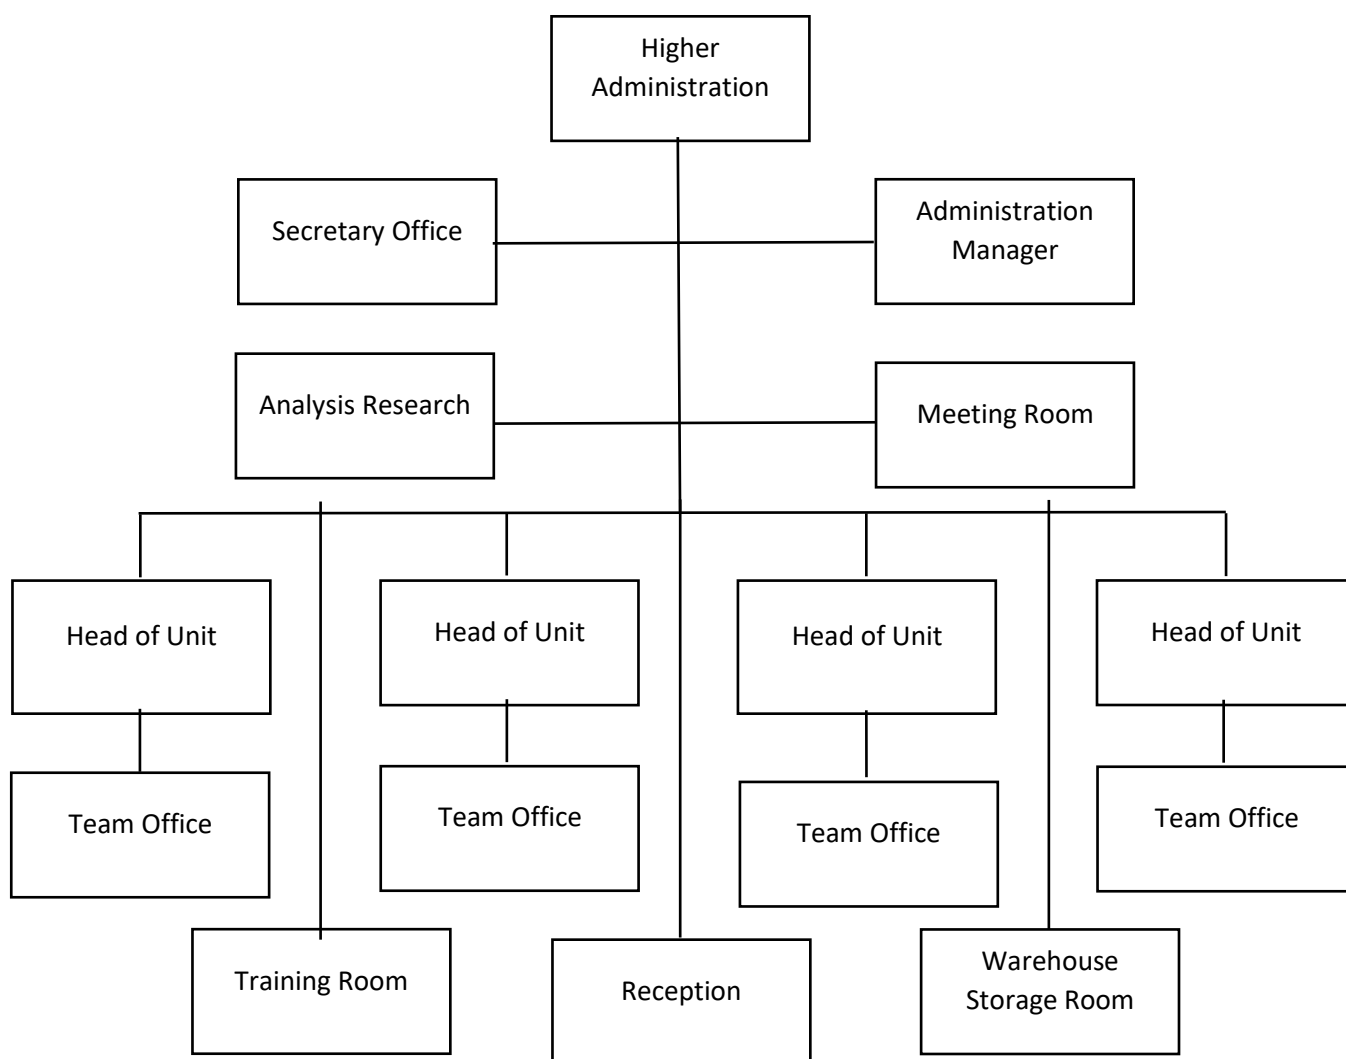 Higher
Administration
Secretary Office
Administration
Manager
Analysis Research
Meeting Room
Head of Unit
Head of Unit
Head of Unit
Head of Unit
Team Office
Team Office
Team Office
Team Office
Training Room
Reception
Warehouse
Storage Room